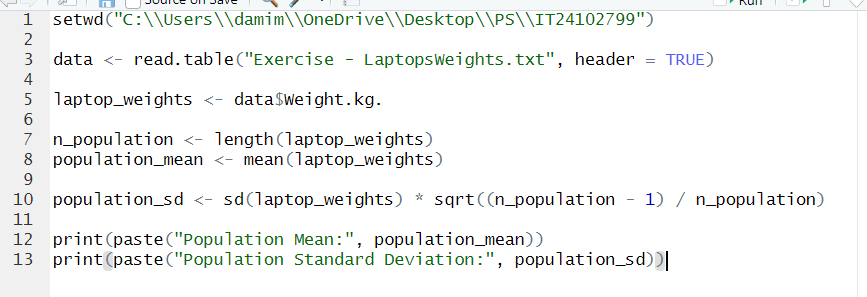 Source on Save
Run
1 setwd("C:\\Users\\damim\\OneDrive\\Desktop\\PS\\IT24102799")
2
3 data <- read.table("Exercise - LaptopsWeights.txt", header = TRUE)
4
5 laptop_weights <- data$Weight.kg.
6
7 n_population <- length(laptop_weights)
8 population_mean <- mean(laptop_weights)
9
10 population_sd <- sd(laptop_weights) * sqrt((n_population - 1) / n_population)
11
12 print(paste("Population Mean:", population_mean))
13 print(paste("Population Standard Deviation:", population_sd))